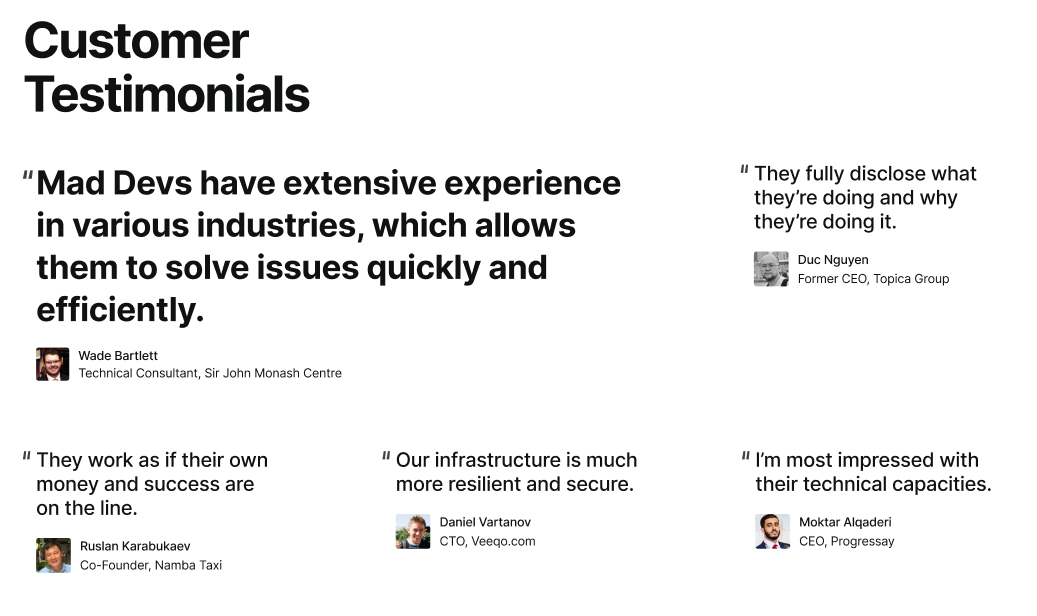 Customer
Testimonials
"Mad Devs have extensive experience
in various industries, which allows
them to solve issues quickly and
efficiently.
Wade Bartlett
Technical Consultant, Sir John Monash Centre
" They fully disclose what
they’re doing and why
they’re doing it.
Duc Nguyen
Former CEO, Topica Group
" They work as if their own
money and success are
on the line.
Ruslan Karabukaev
Co-Founder, Namba Taxi
" Our infrastructure is much
more resilient and secure.
Daniel Vartanov
CTO, Veeqo.com
" I’m most impressed with
their technical capacities.
Moktar Alqaderi
CEO, Progressay